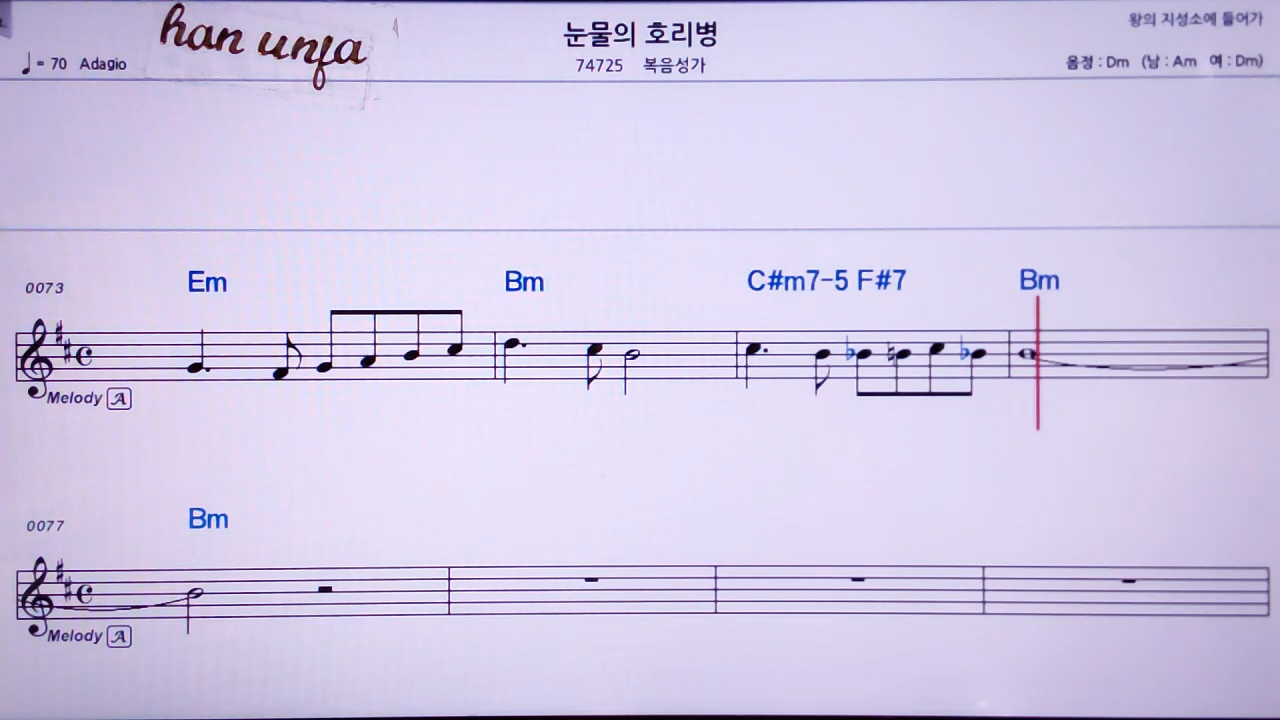 han unfa
눈물의 호리병
왕의 지성소에 들어가
♩= 70 Adagio
74725 복음성가
음정 : Dm (남 : Am 여 : Dm)
0073
Em Bm C#m7-5 F#7 Bm
Melody A
0077
Bm
Melody A